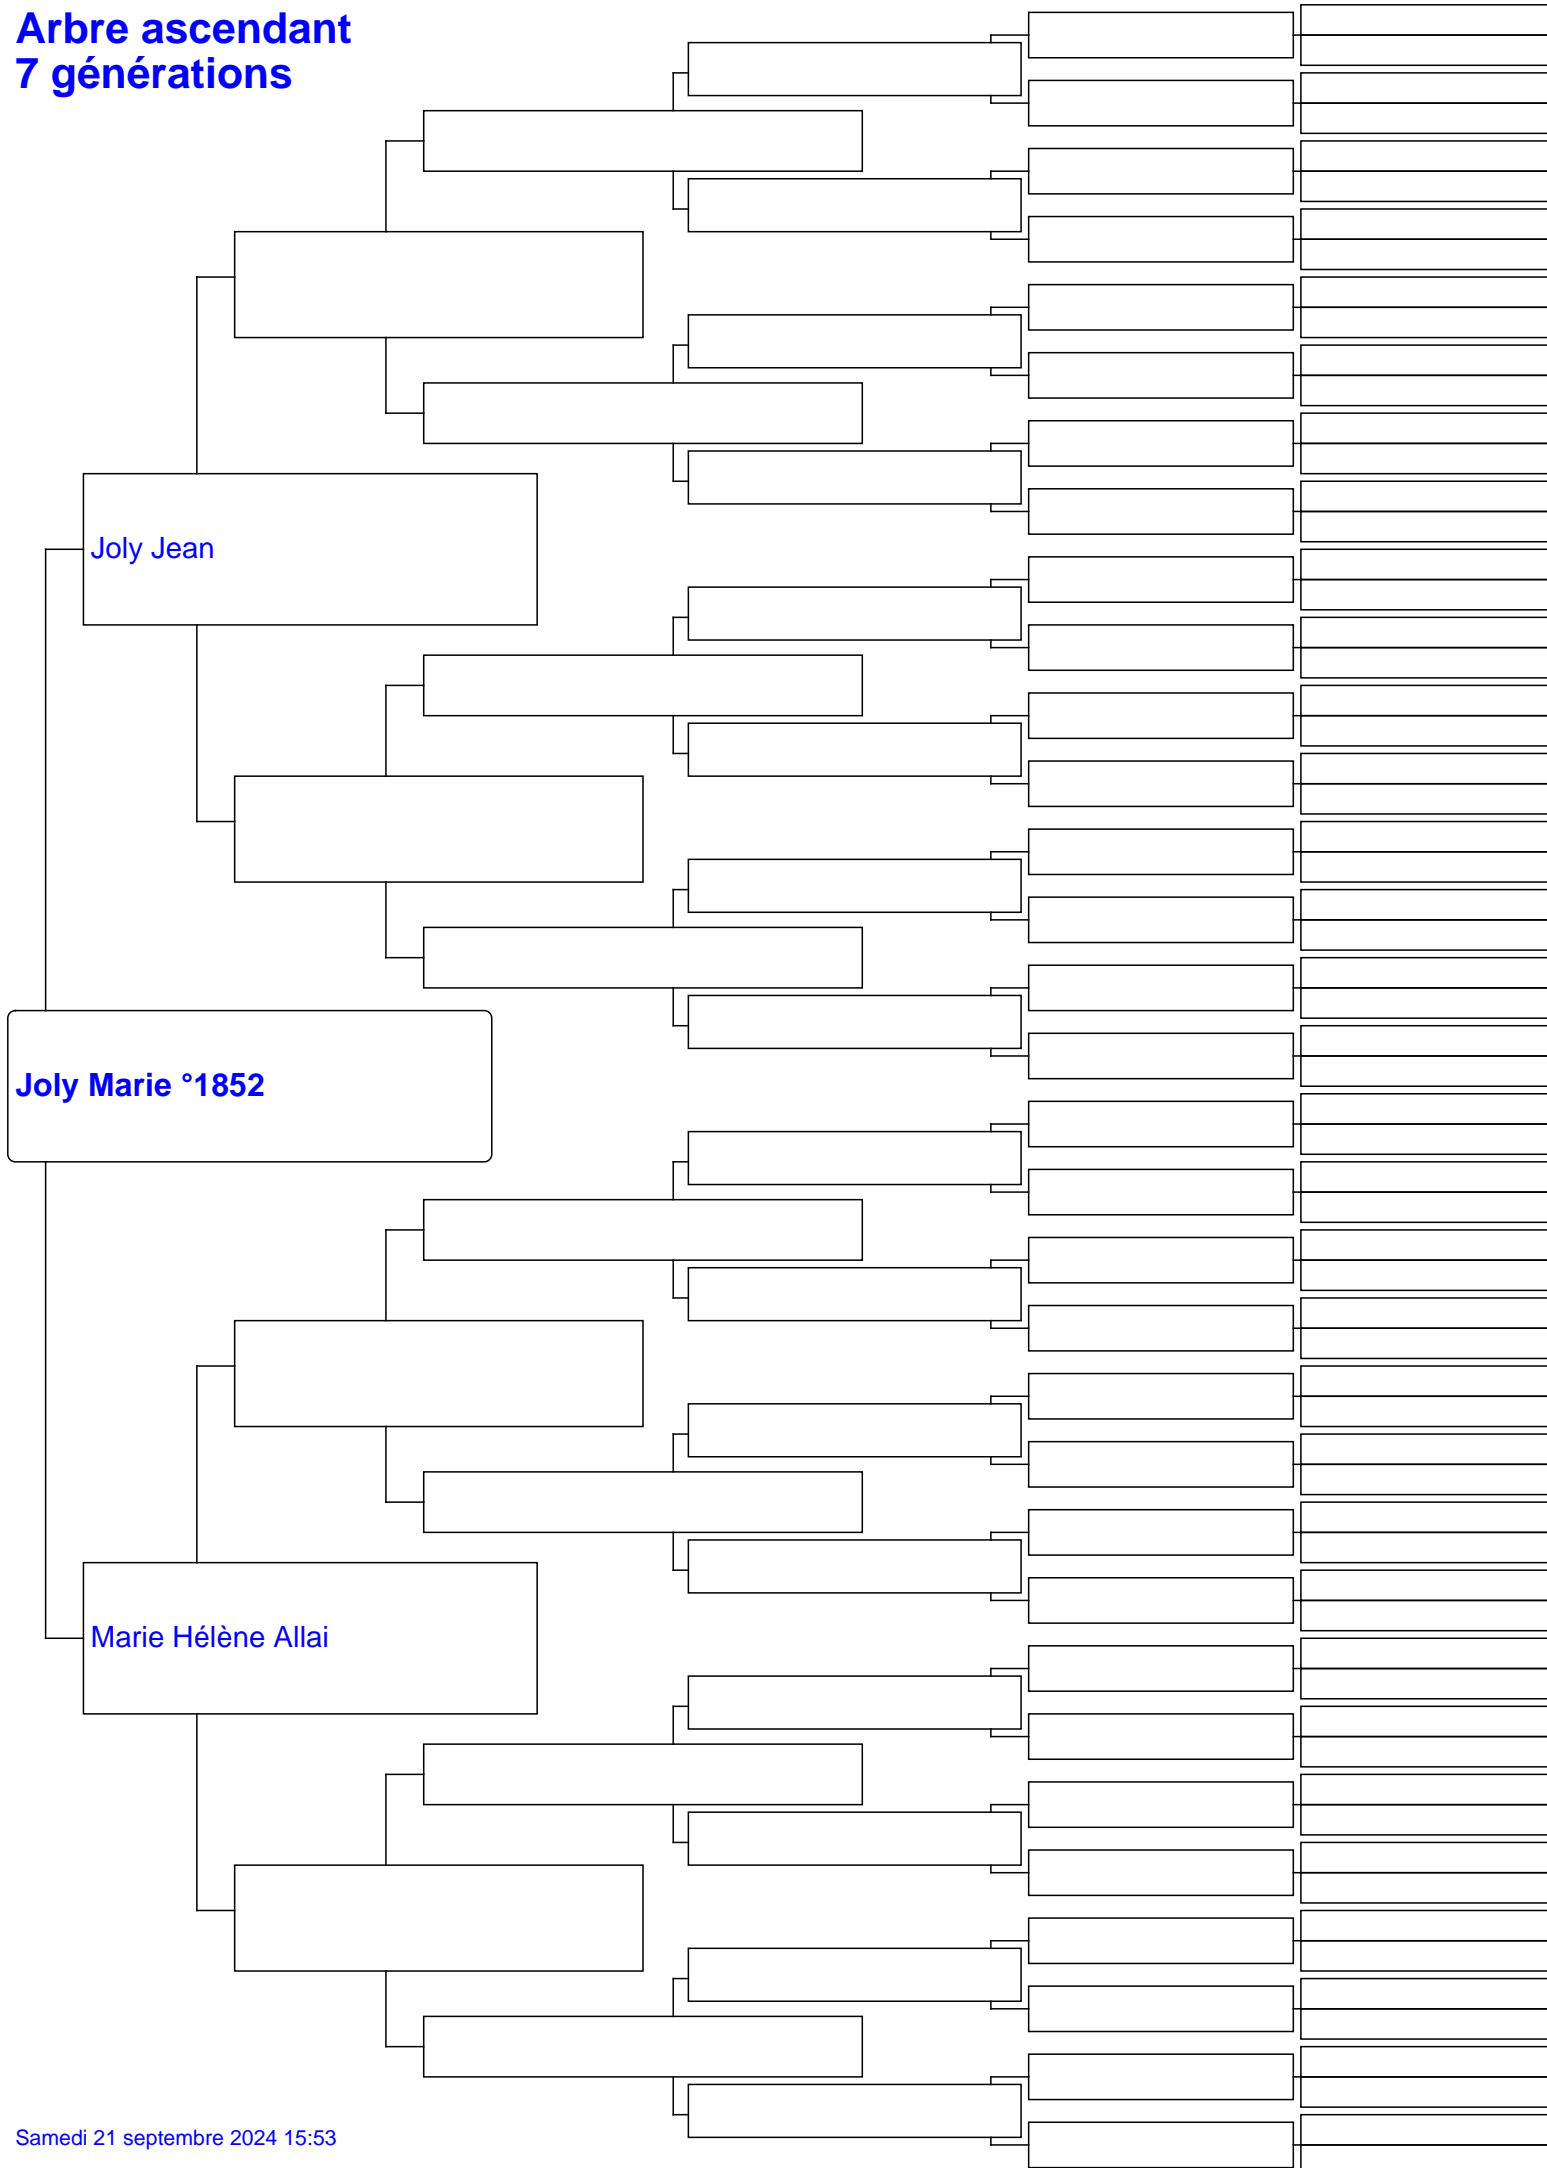 Arbre ascendant
7 générations
Joly Jean
Joly Marie °1852
Marie Hélène Allai
Samedi 21 septembre 2024 15:53